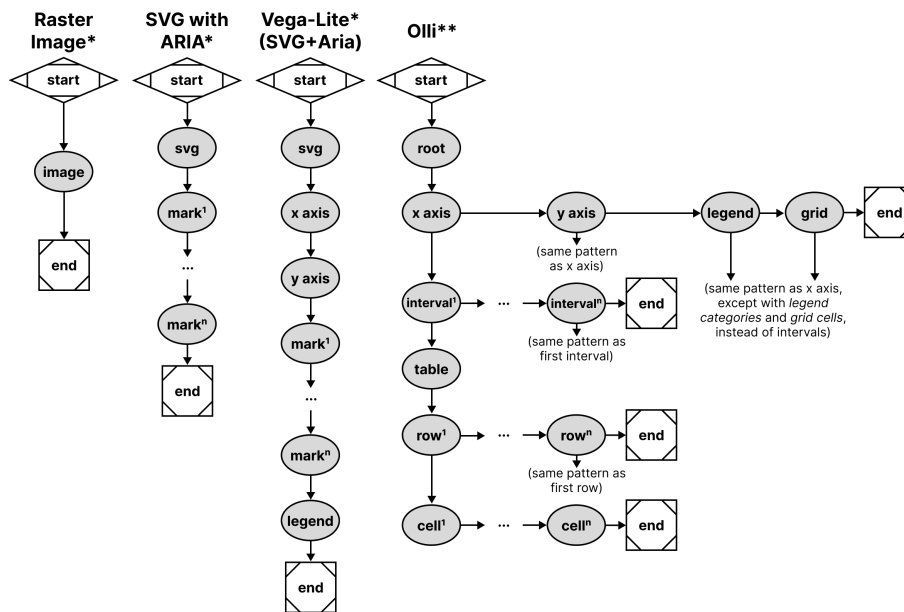 Raster
Image*
start
image
end
SVG with
ARIA*
start
svg
mark¹
...
markⁿ
end
Vega-Lite*
(SVG+Aria)
start
svg
x axis
y axis
mark¹
...
markⁿ
legend
end
Olli**
start
root
x axis
y axis
legend
grid
end
(same pattern
as x axis)
(same pattern as x axis,
except with legend
categories and grid cells,
instead of intervals)
interval¹
...
intervalⁿ
end
(same pattern as
first interval)
table
row¹
...
rowⁿ
end
(same pattern as
first row)
cell¹
...
cellⁿ
end